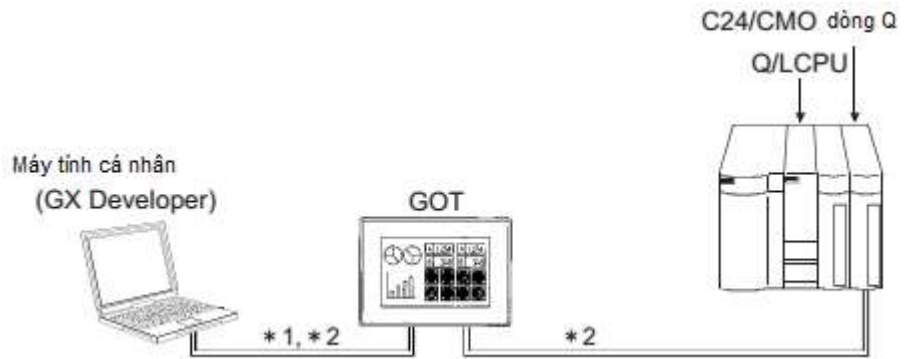 C24/CMO dòng Q
Q/LCPU
Máy tính cá nhân
(GX Developer)
GOT
*1, *2
*2